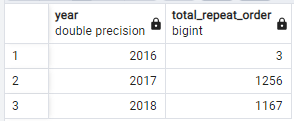 year total_repeat_order
double precision bigint
1 2016 3
2 2017 1256
3 2018 1167